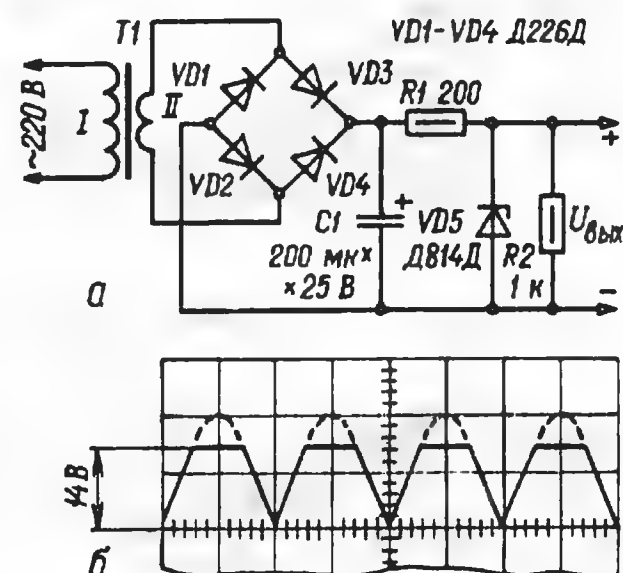 T1
VD1-VD4 Д226Д
VD1
VD3
R1 200
~220 В
I
II
+
VD2
VD4
C1
+
VD5
Uвых
200 мк×
Д814Д
R2
×25 В
1 к
-
а
14 В
б